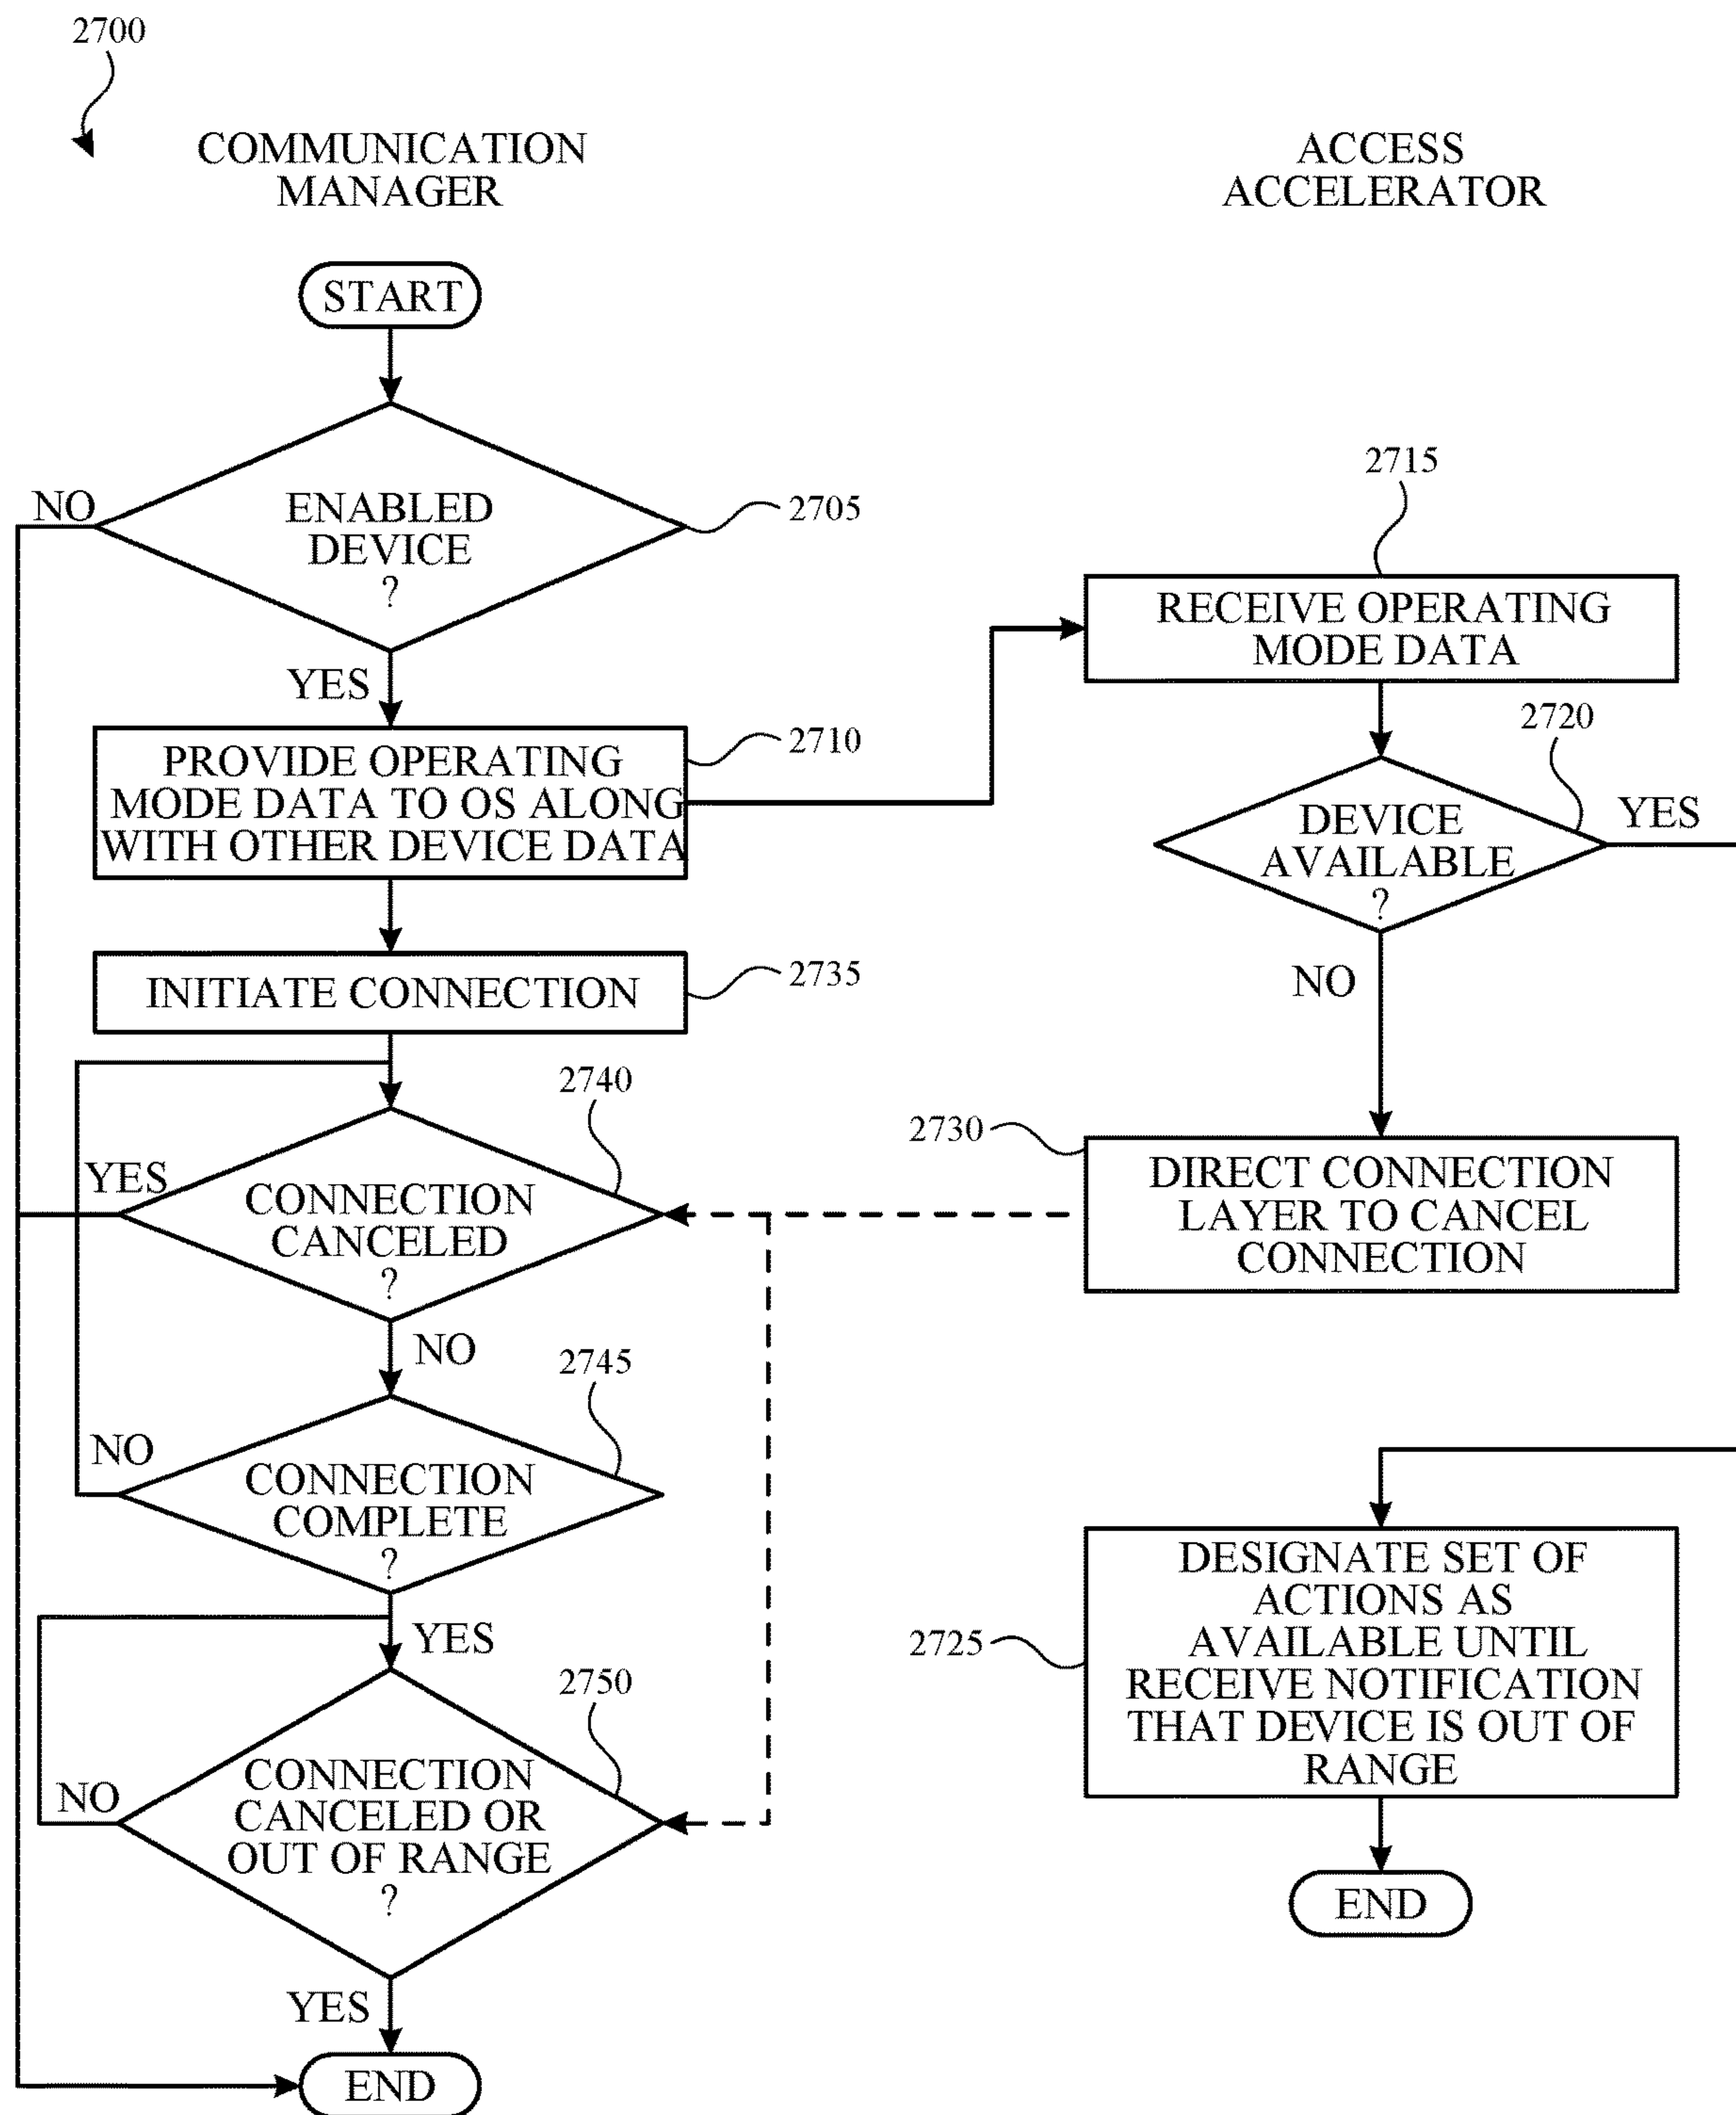 2700
COMMUNICATION
MANAGER
START
ENABLED
DEVICE
?
2705
NO
YES
PROVIDE OPERATING
MODE DATA TO OS ALONG
WITH OTHER DEVICE DATA
2710
INITIATE CONNECTION
2735
2740
YES
CONNECTION
CANCELED
?
NO
2745
NO
CONNECTION
COMPLETE
?
YES
2750
NO
CONNECTION
CANCELED OR
OUT OF RANGE
?
YES
END
ACCESS
ACCELERATOR
2715
RECEIVE OPERATING
MODE DATA
2720
DEVICE
AVAILABLE
?
YES
NO
2730
DIRECT CONNECTION
LAYER TO CANCEL
CONNECTION
2725
DESIGNATE SET OF
ACTIONS AS
AVAILABLE UNTIL
RECEIVE NOTIFICATION
THAT DEVICE IS OUT OF
RANGE
END